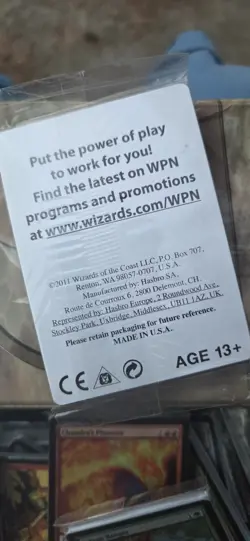 Put the power of play
to work for you!
Find the latest on WPN
programs and promotions
at www.wizards.com/WPN
©2011 Wizards of the Coast LLC, P.O. Box 707,
Renton, WA 98057-0707, U.S.A.
Manufactured by: Hasbro SA,
Route de Courroux 6, 2800 Delemont, CH.
Represented by: Hasbro Europe, 2 Roundwood Ave,
Stockley Park, Uxbridge, Middlesex, UB11 1AZ, UK.
Please retain packaging for future reference.
MADE IN U.S.A.
CE
AGE 13+
Chandra's Phoenix